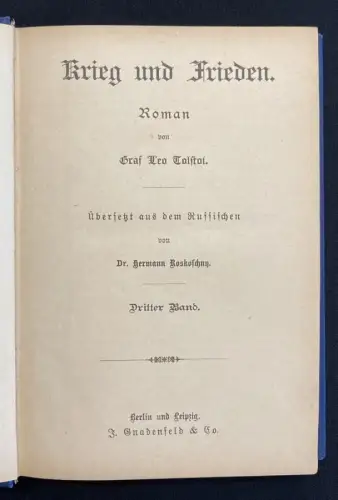 Krieg und Frieden.
Roman
von
Graf Leo Tolstoi.
Übersetzt aus dem Russischen
von
Dr. Hermann Roskoschny.
Dritter Band.
Berlin und Leipzig.
J. Gnadenfeld & Co.